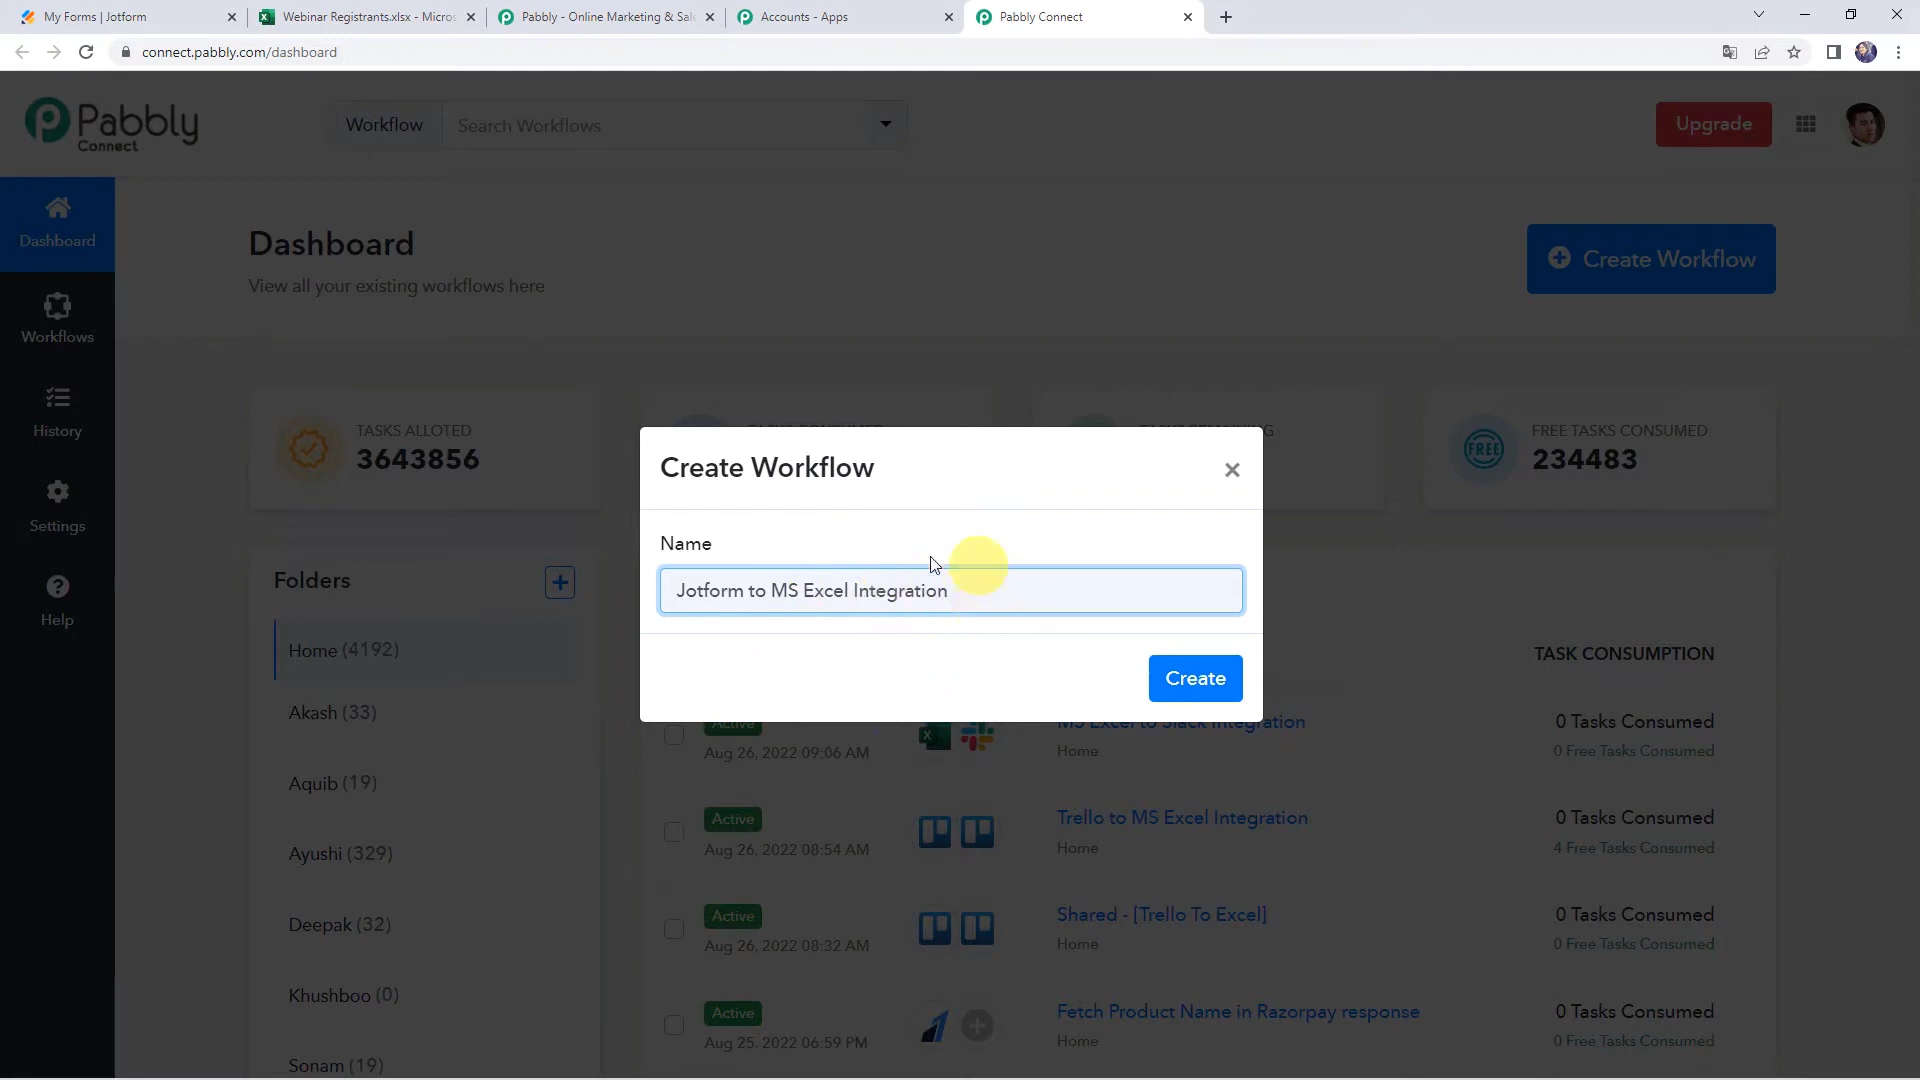 My Forms | Jotform
Webinar Registrants.xlsx - Micros
Pabbly - Online Marketing & Sale
Accounts - Apps
Pabbly Connect
connect.pabbly.com/dashboard
Pabbly
Connect
Workflow
Search Workflows
Upgrade
Dashboard
Workflows
History
Settings
Help
Dashboard
View all your existing workflows here
Create Workflow
TASKS ALLOTED
3643856
FREE
FREE TASKS CONSUMED
234483
Create Workflow
Name
Jotform to MS Excel Integration
Create
Folders
Home (4192)
Akash (33)
Aquib (19)
Ayushi (329)
Deepak (32)
Khushboo (0)
Sonam (19)
TASK CONSUMPTION
Active
Aug 26, 2022 09:06 AM
MS Excel to Slack Integration
Home
0 Tasks Consumed
0 Free Tasks Consumed
Active
Aug 26, 2022 08:54 AM
Trello to MS Excel Integration
Home
0 Tasks Consumed
4 Free Tasks Consumed
Active
Aug 26, 2022 08:32 AM
Shared - [Trello To Excel]
Home
0 Tasks Consumed
0 Free Tasks Consumed
Active
Aug 25, 2022 06:59 PM
Fetch Product Name in Razorpay response
Home
0 Tasks Consumed
0 Free Tasks Consumed